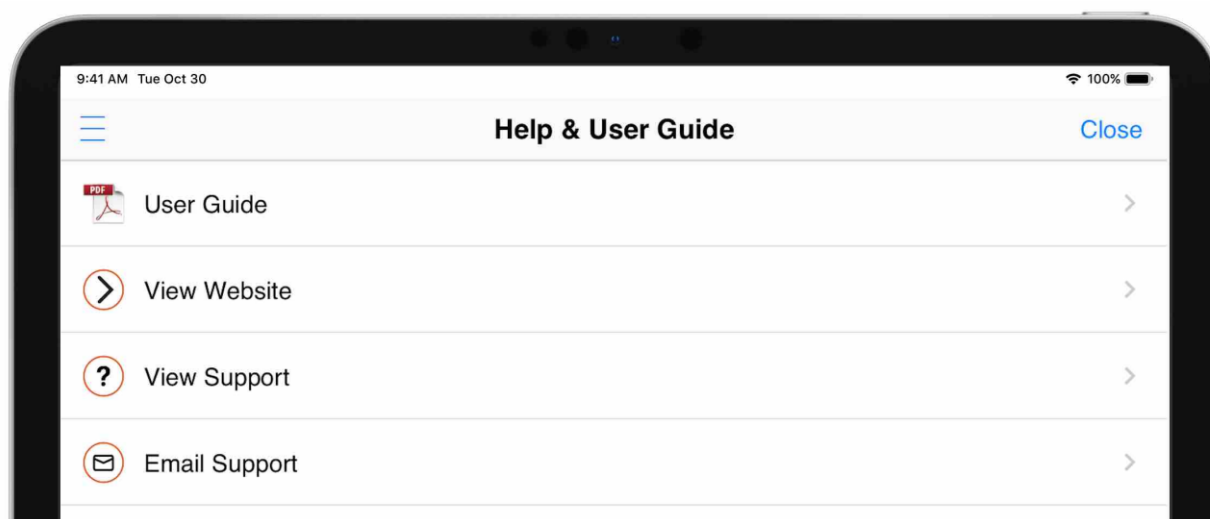 9:41 AM Tue Oct 30
100%
Help & User Guide
Close
PDF
User Guide
View Website
?
View Support
Email Support